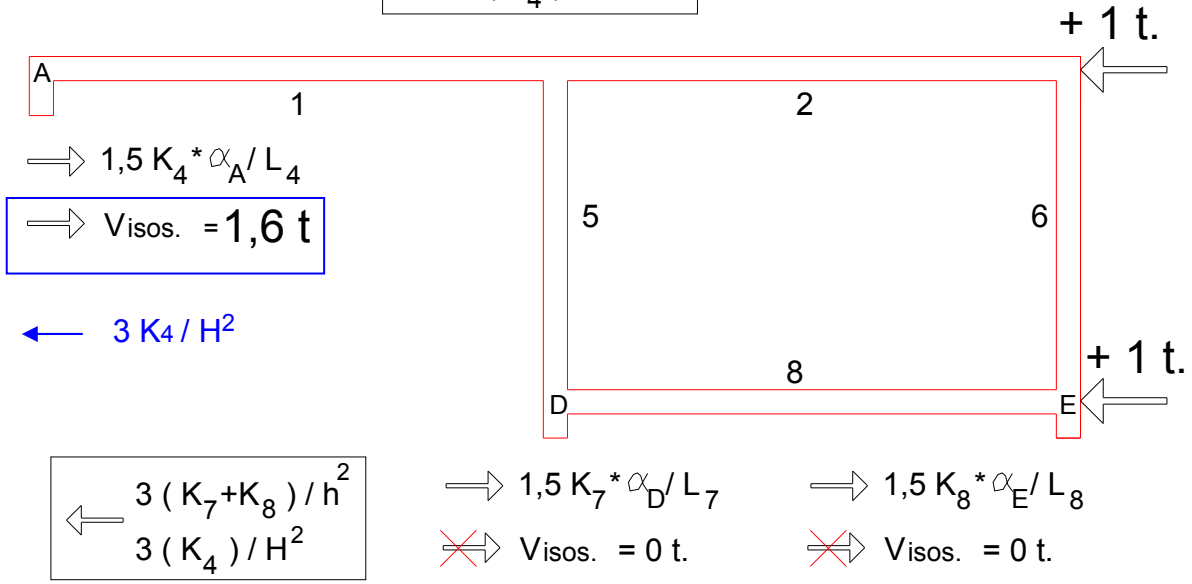 4
+ 1 t.
A
1
2
1,5 K4 * αA / L4
Visos. = 1,6 t
5
6
3 K4 / H²
+ 1 t.
8
D
E
3 ( K7+K8 ) / h²
3 ( K4 ) / H²
1,5 K7 * αD / L7
1,5 K8 * αE / L8
Visos. = 0 t.
Visos. = 0 t.